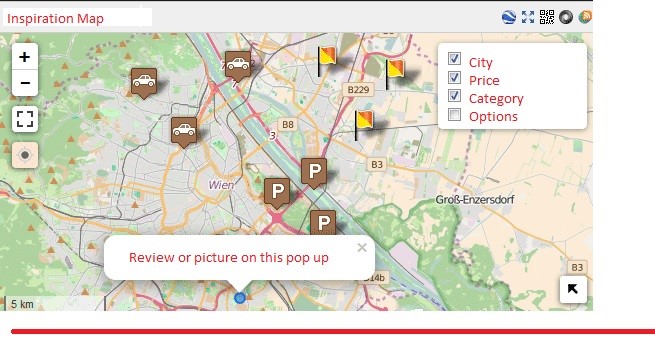 Inspiration Map
+
−
City
Price
Category
Options
B229
B8
3
B3
P
Wien
P
P
Groß-Enzersdorf
Review or picture on this pop up
×
14b
B3
5 km